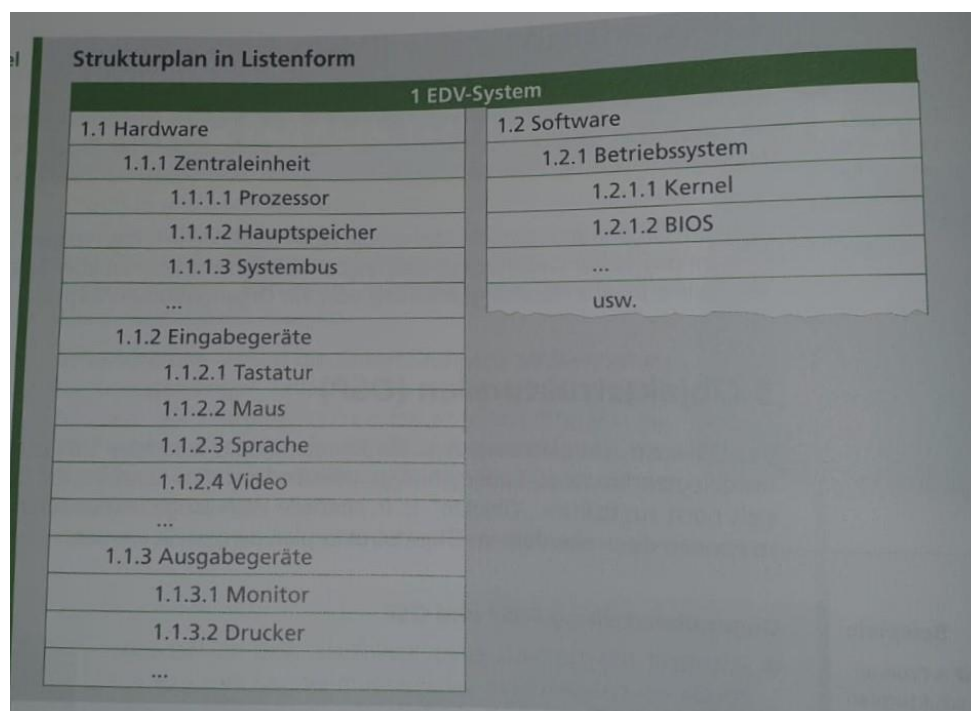 el
Strukturplan in Listenform
1 EDV-System
1.1 Hardware
1.1.1 Zentraleinheit
1.1.1.1 Prozessor
1.1.1.2 Hauptspeicher
1.1.1.3 Systembus
...
1.1.2 Eingabegeräte
1.1.2.1 Tastatur
1.1.2.2 Maus
1.1.2.3 Sprache
1.1.2.4 Video
...
1.1.3 Ausgabegeräte
1.1.3.1 Monitor
1.1.3.2 Drucker
...
1.2 Software
1.2.1 Betriebssystem
1.2.1.1 Kernel
1.2.1.2 BIOS
...
usw.